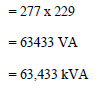 = 277 x 229
= 63433 VA
= 63,433 kVA